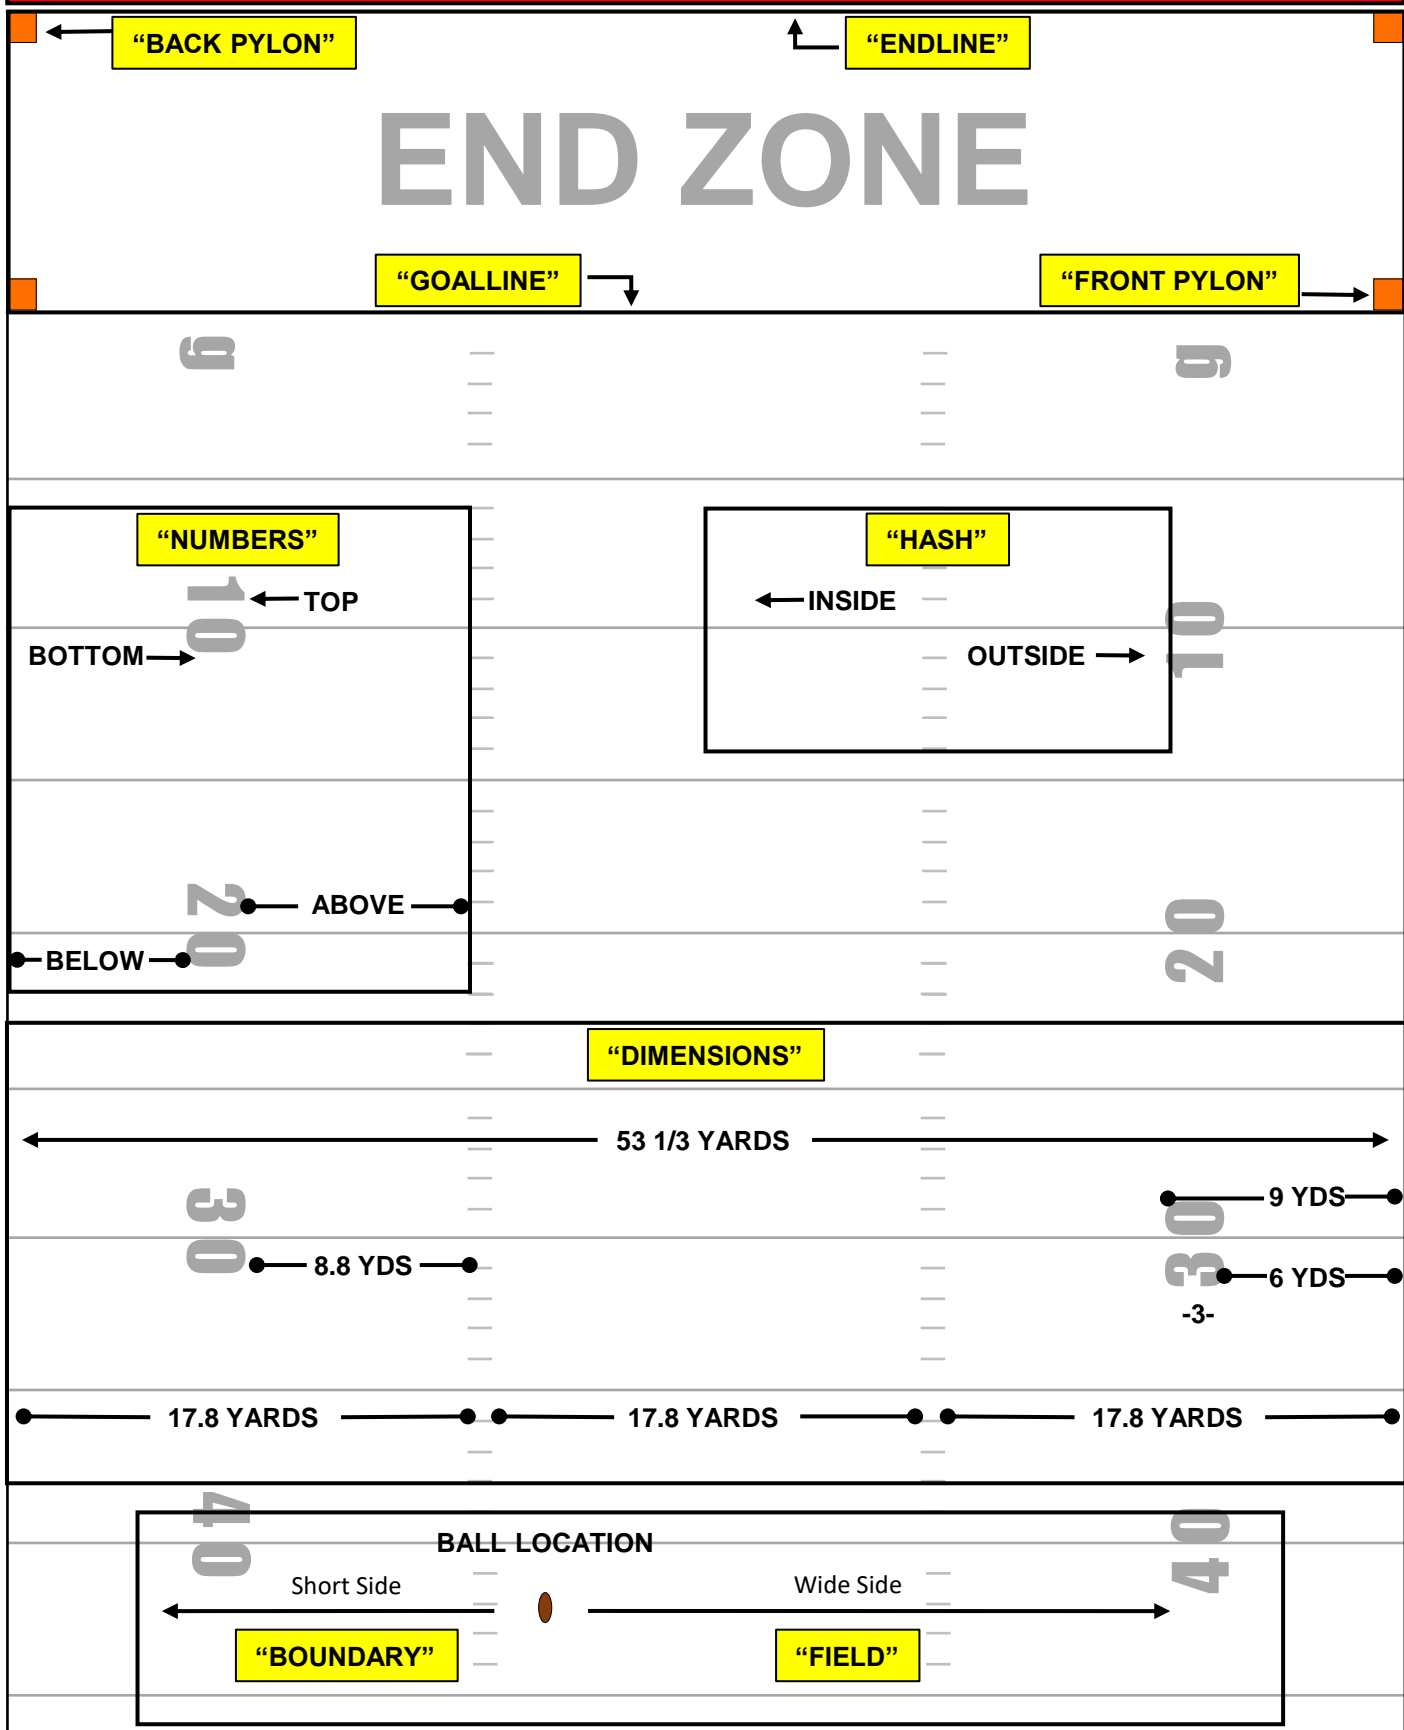 “BACK PYLON”
“ENDLINE”
END ZONE
“GOALLINE”
“FRONT PYLON”
g
g
“NUMBERS”
“HASH”
10
TOP
INSIDE
10
BOTTOM
OUTSIDE
20
ABOVE
20
BELOW
“DIMENSIONS”
53 1/3 YARDS
30
9 YDS
8.8 YDS
30
6 YDS
-3-
17.8 YARDS
17.8 YARDS
17.8 YARDS
40
BALL LOCATION
40
Short Side
Wide Side
“BOUNDARY”
“FIELD”